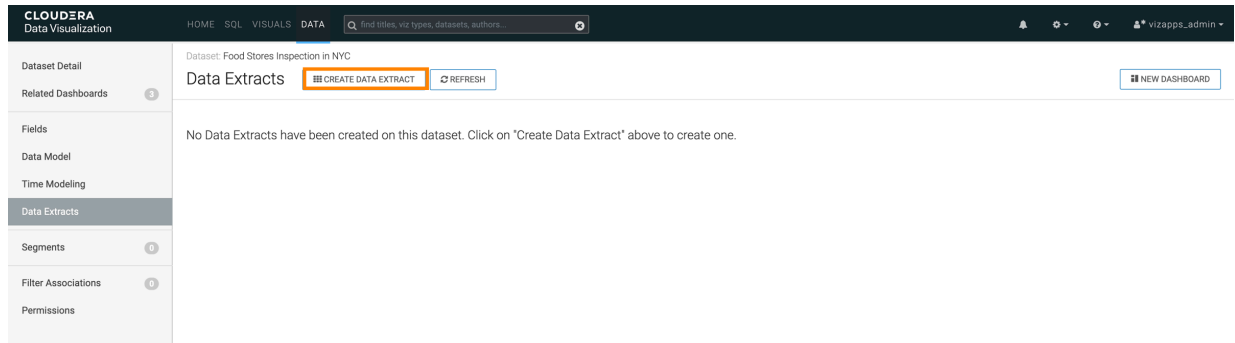 CLOUDERA
Data Visualization
HOME SQL VISUALS DATA find titles, viz types, datasets, authors... vizapps_admin
Dataset Detail
Related Dashboards 3
Fields
Data Model
Time Modeling
Data Extracts
Segments 0
Filter Associations 0
Permissions
Dataset: Food Stores Inspection in NYC
Data Extracts CREATE DATA EXTRACT REFRESH NEW DASHBOARD
No Data Extracts have been created on this dataset. Click on "Create Data Extract" above to create one.